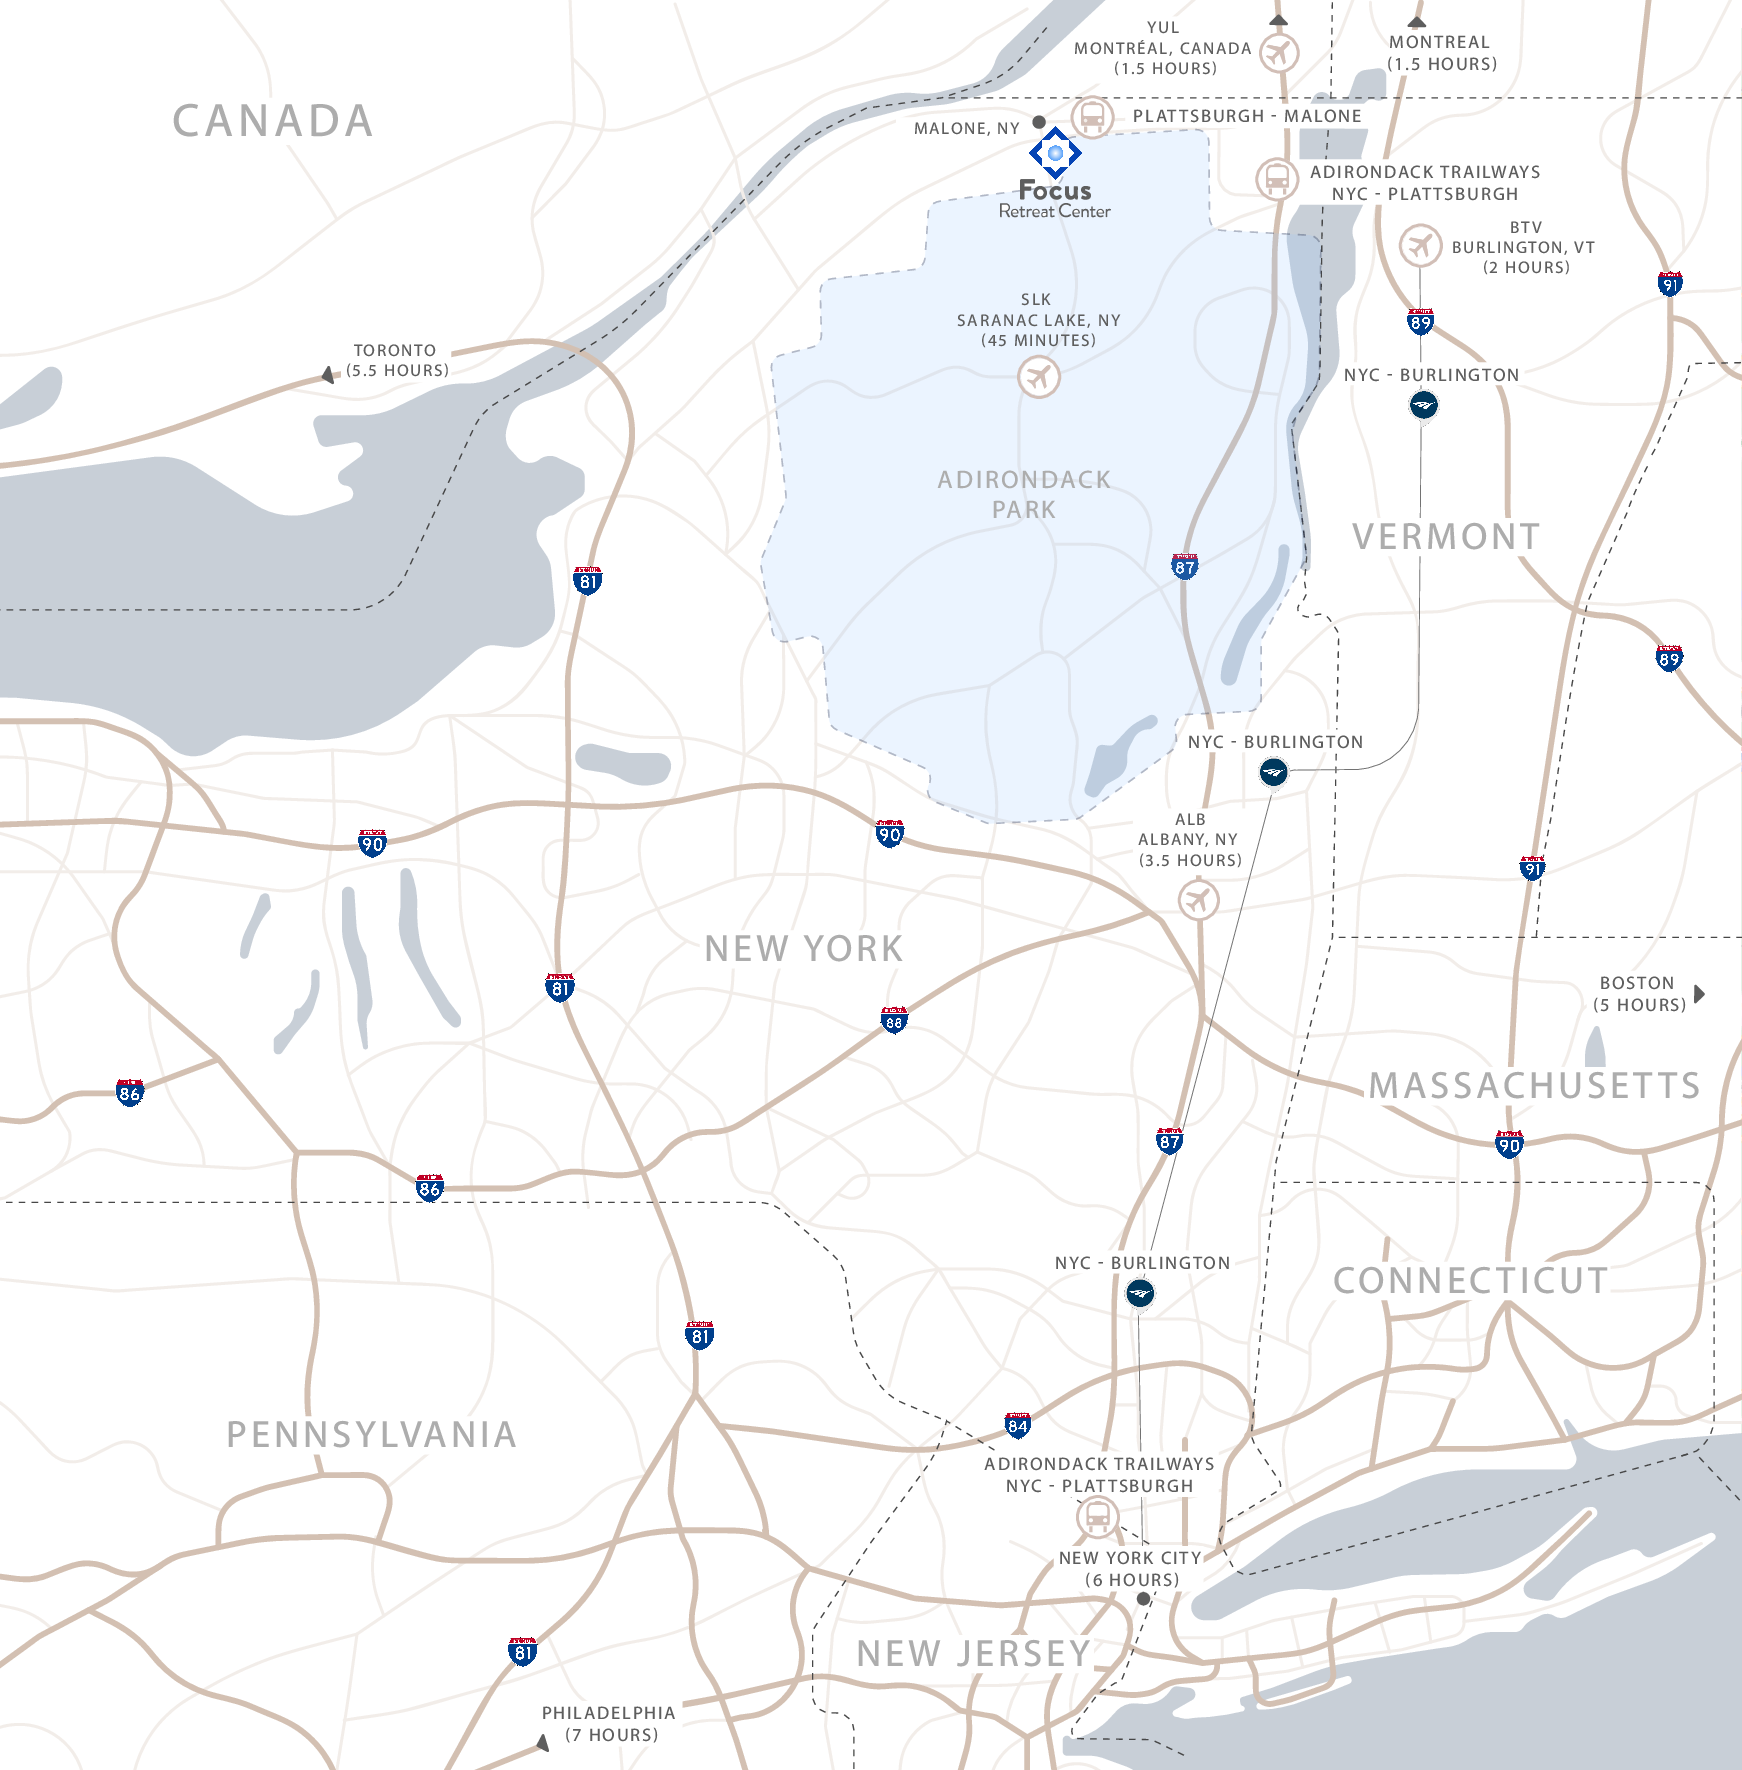 YUL
MONTRÉAL, CANADA
(1.5 HOURS)
MONTREAL
(1.5 HOURS)
CANADA
PLATTSBURGH - MALONE
MALONE, NY
Focus
Retreat Center
ADIRONDACK TRAILWAYS
NYC - PLATTSBURGH
BTV
BURLINGTON, VT
(2 HOURS)
91
SLK
SARANAC LAKE, NY
(45 MINUTES)
89
TORONTO
(5.5 HOURS)
NYC - BURLINGTON
ADIRONDACK
PARK
VERMONT
87
81
89
NYC - BURLINGTON
ALB
ALBANY, NY
(3.5 HOURS)
90
90
91
NEW YORK
81
88
BOSTON
(5 HOURS)
86
MASSACHUSETTS
87
90
86
NYC - BURLINGTON
CONNECTICUT
81
84
PENNSYLVANIA
ADIRONDACK TRAILWAYS
NYC - PLATTSBURGH
NEW YORK CITY
(6 HOURS)
81
NEW JERSEY
PHILADELPHIA
(7 HOURS)